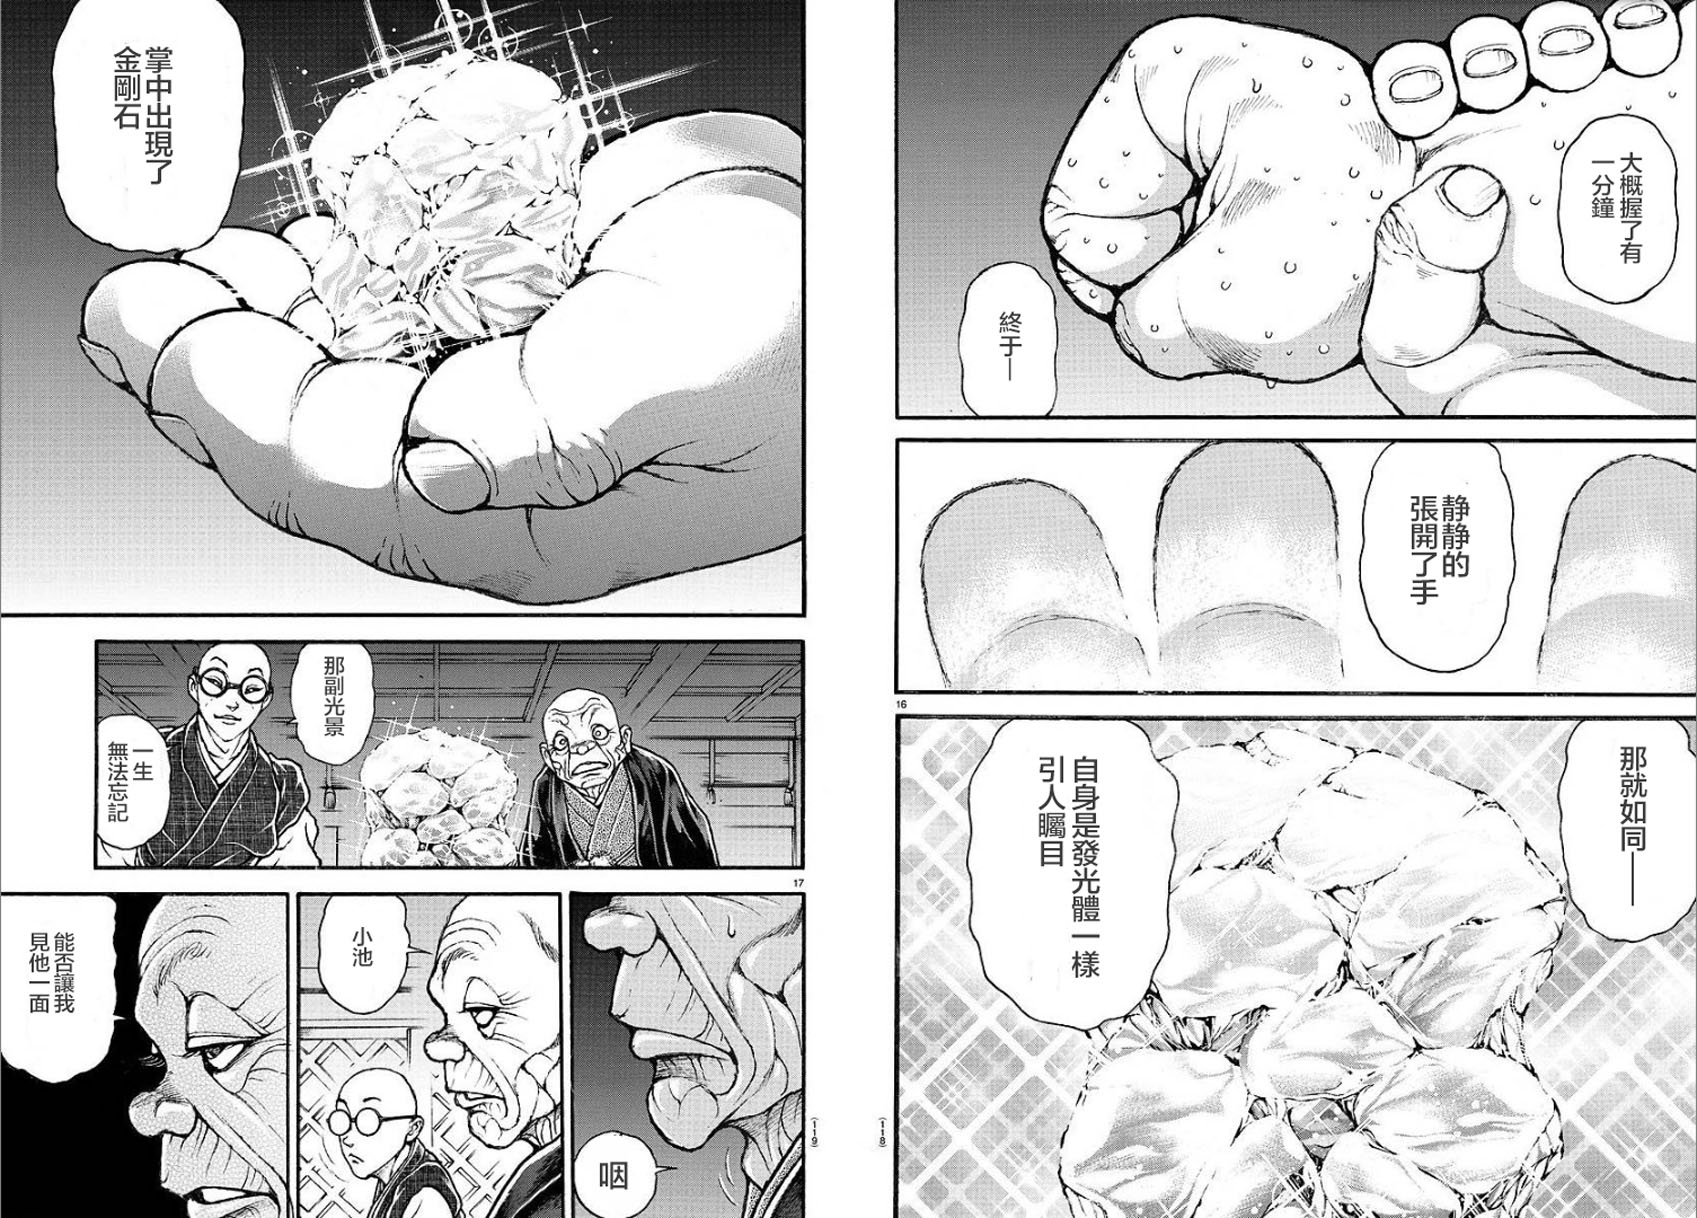 大概握了有
一分鐘
終于—
静静的
張開了手
那就如同——
自身是發光體一樣
引人矚目
16
(118)
掌中出現了
金剛石
那副光景
一生
無法忘記
17
咽
小池
能否讓我
見他一面
(119)